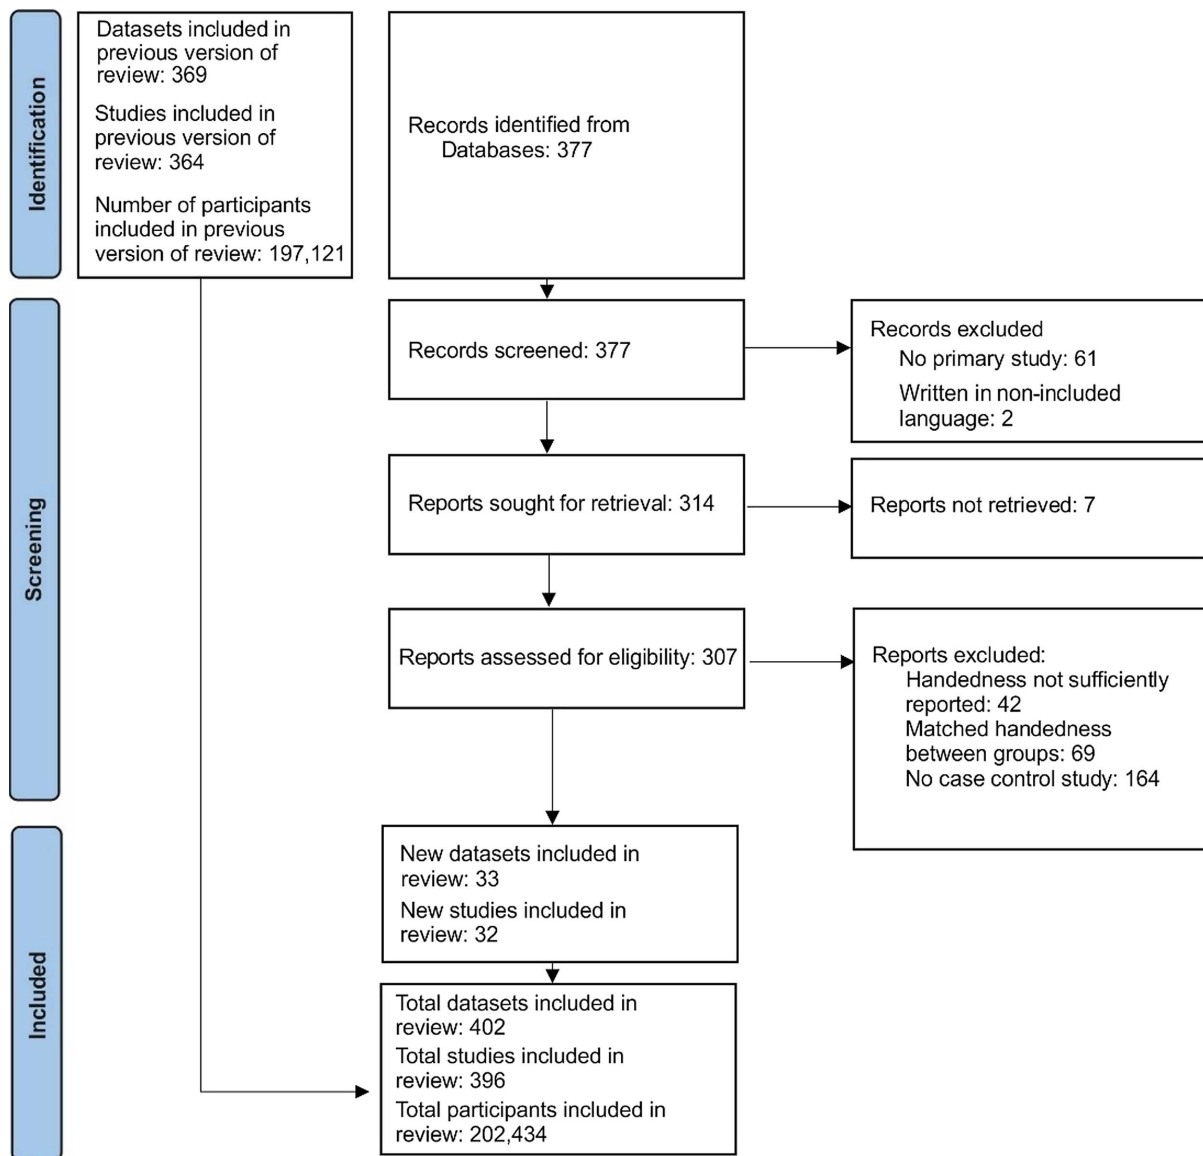 Identification
Datasets included in
previous version of
review: 369
Studies included in
previous version of
review: 364
Number of participants
included in previous
version of review: 197,121
Records identified from
Databases: 377
Screening
Records screened: 377
Records excluded
No primary study: 61
Written in non-included
language: 2
Reports sought for retrieval: 314
Reports not retrieved: 7
Reports assessed for eligibility: 307
Reports excluded:
Handedness not sufficiently
reported: 42
Matched handedness
between groups: 69
No case control study: 164
Included
New datasets included in
review: 33
New studies included in
review: 32
Total datasets included in
review: 402
Total studies included in
review: 396
Total participants included in
review: 202,434